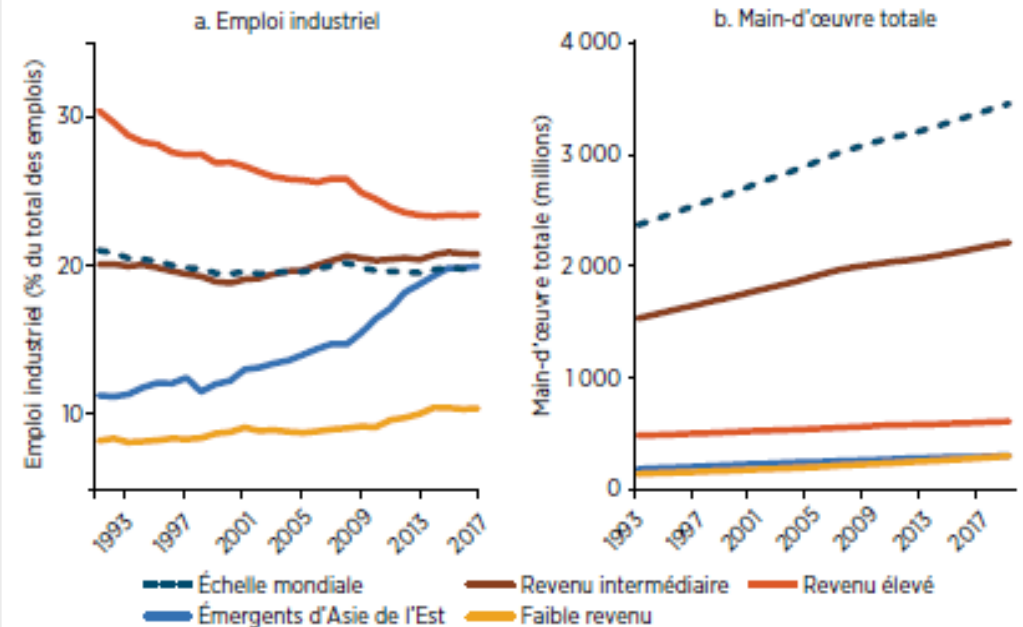 a. Emploi industriel
Emploi industriel (% du total des emplois)
30
20
10
1993
1997
2001
2005
2009
2013
2017
b. Main-d'œuvre totale
Main-d'œuvre totale (millions)
4 000
3 000
2 000
1 000
0
1993
1997
2001
2005
2009
2013
2017
Échelle mondiale
Revenu intermédiaire
Revenu élevé
Émergents d'Asie de l'Est
Faible revenu